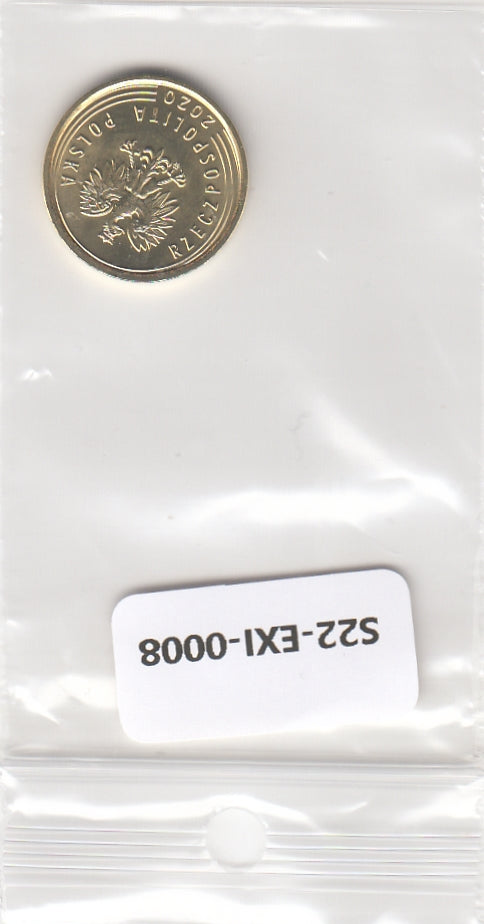 RZECZPOSPOLITA POLSKA
2020
S22-EXI-0008